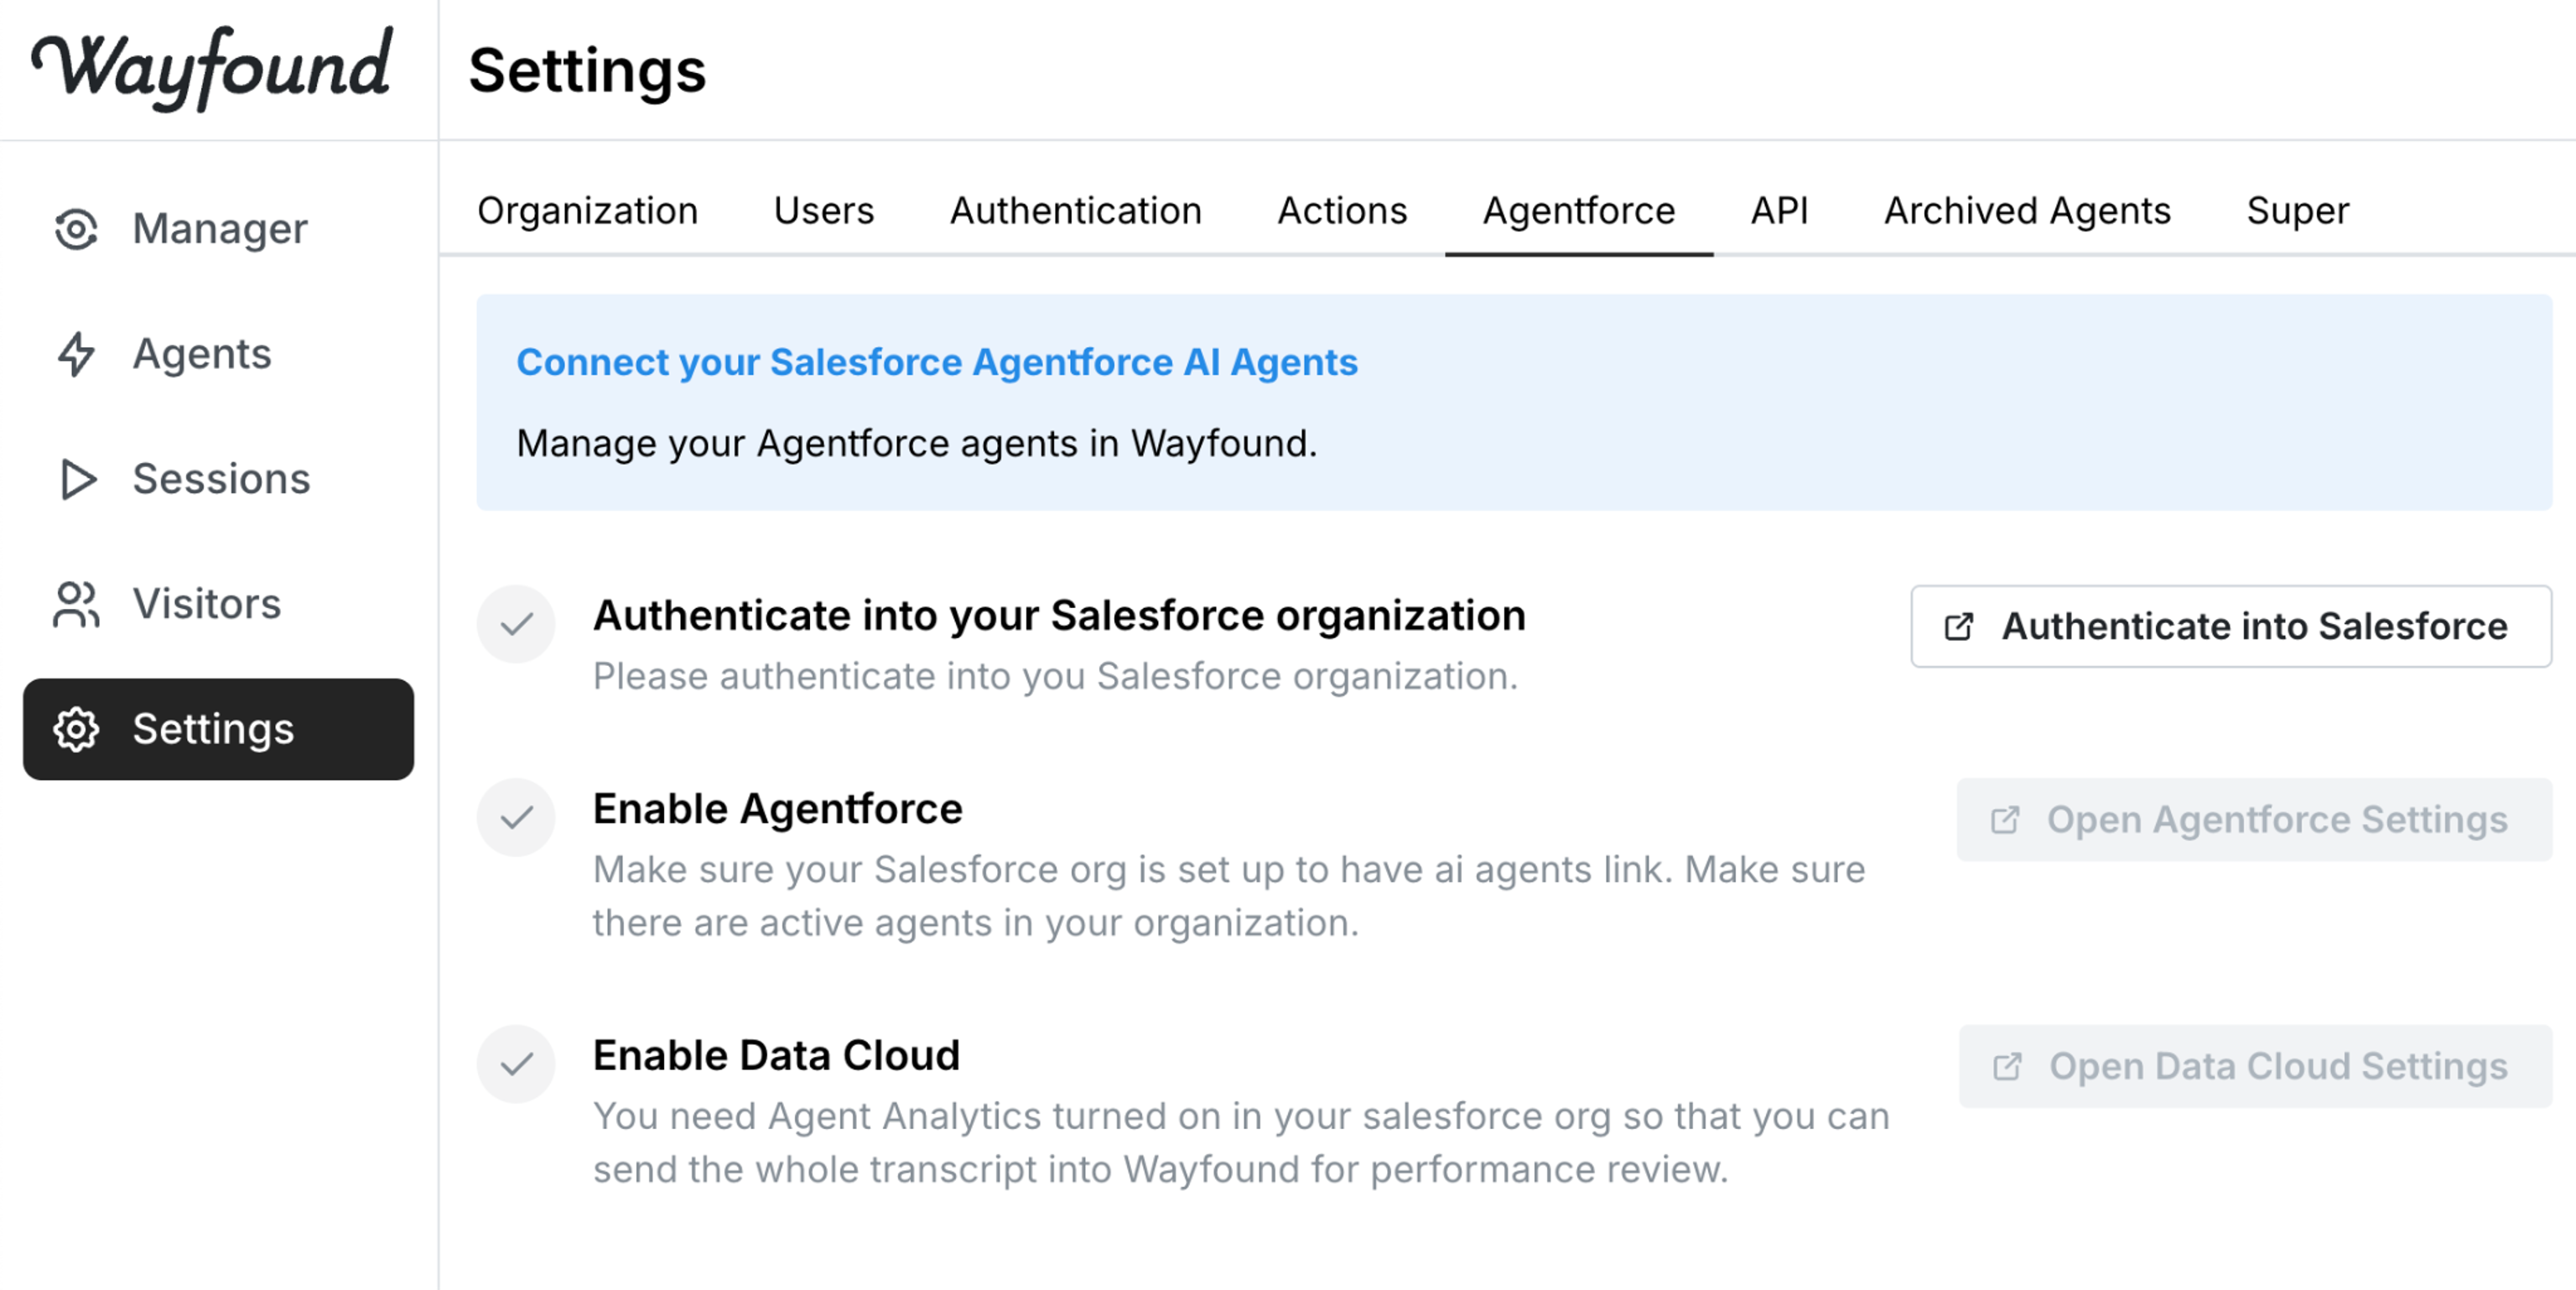 Wayfound
Settings
Manager
Agents
Sessions
Visitors
Settings
Organization Users Authentication Actions Agentforce API Archived Agents Super
Connect your Salesforce Agentforce AI Agents
Manage your Agentforce agents in Wayfound.
Authenticate into your Salesforce organization
Please authenticate into you Salesforce organization.
Authenticate into Salesforce
Enable Agentforce
Make sure your Salesforce org is set up to have ai agents link. Make sure
there are active agents in your organization.
Open Agentforce Settings
Enable Data Cloud
You need Agent Analytics turned on in your salesforce org so that you can
send the whole transcript into Wayfound for performance review.
Open Data Cloud Settings